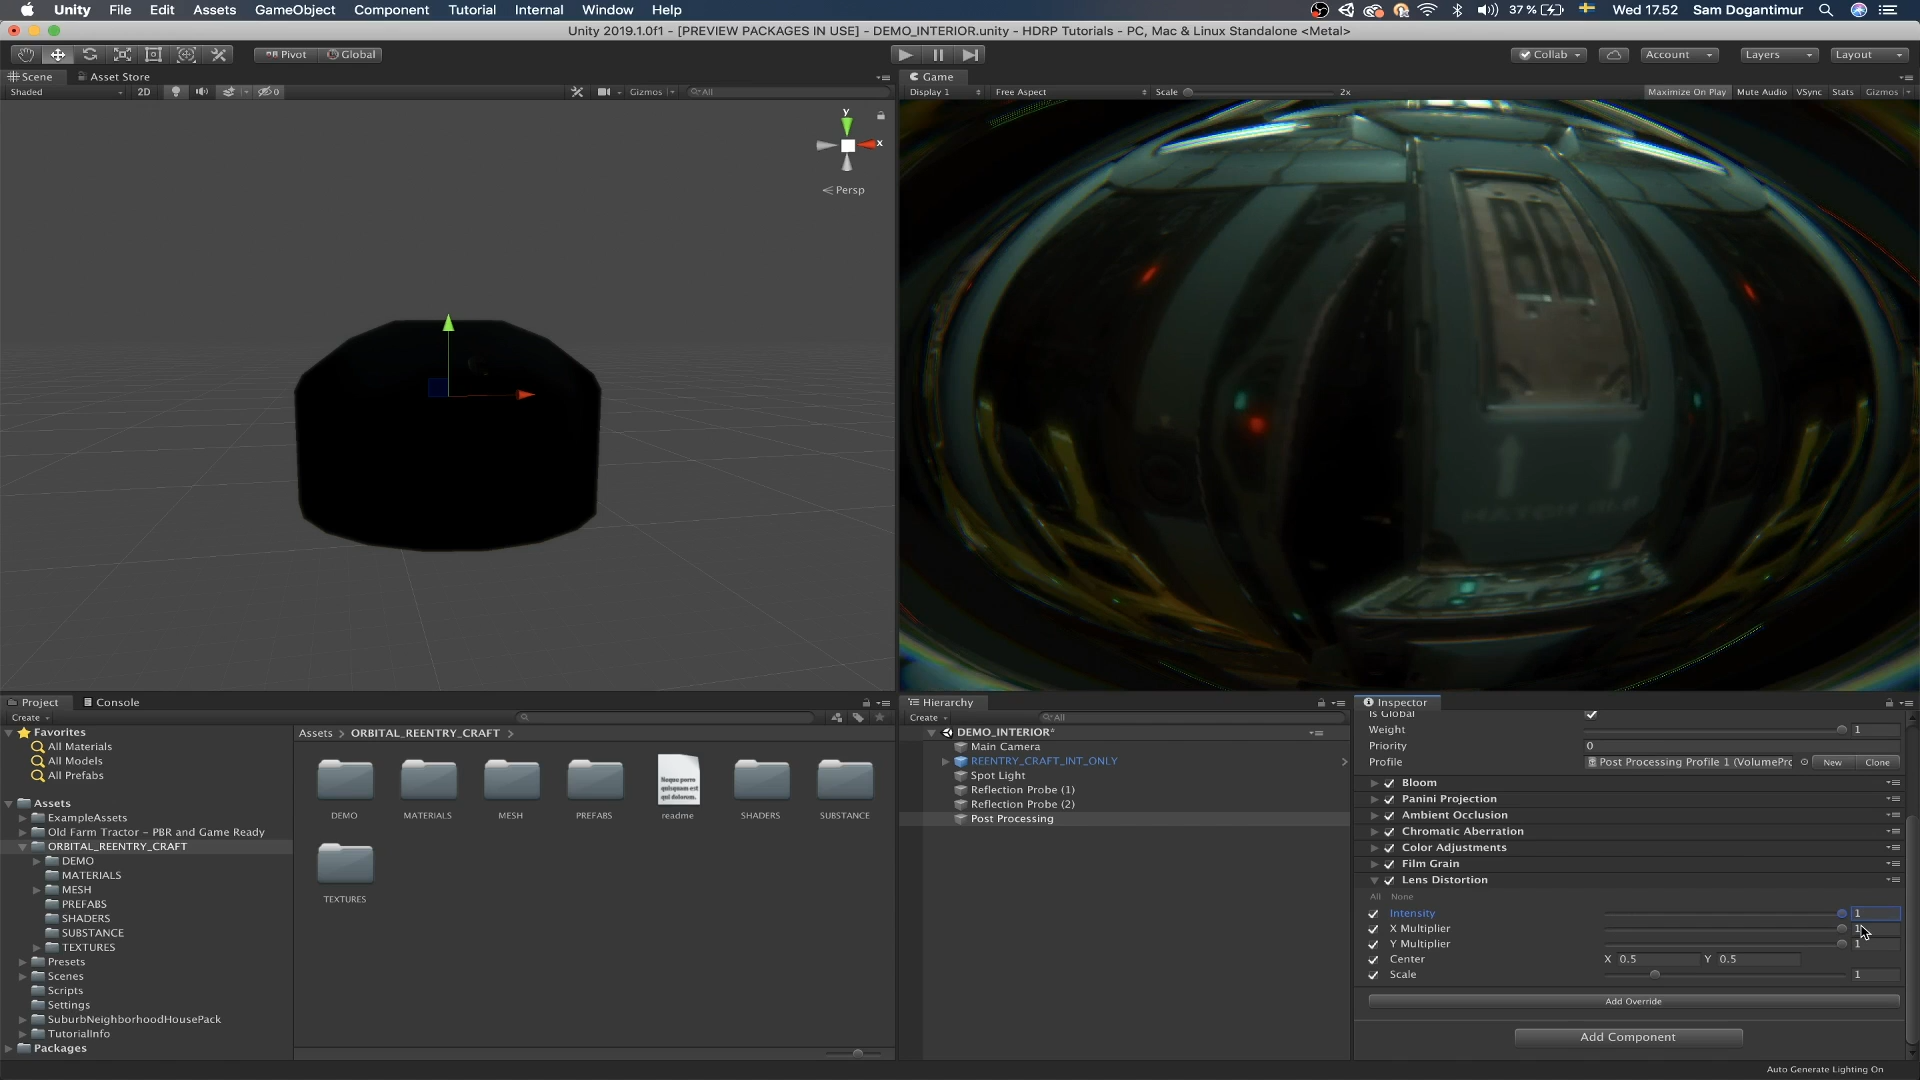 Unity File Edit Assets GameObject Component Tutorial Internal Window Help 37 % Wed 17.52 Sam Dogantimur
Unity 2019.1.0f1 - [PREVIEW PACKAGES IN USE] - DEMO_INTERIOR.unity - HDRP Tutorials - PC, Mac & Linux Standalone <Metal>
Pivot Global Collab Account Layers Layout
Scene Asset Store Game
Shaded 2D 0 Gizmos All Display 1 Free Aspect Scale 2x Maximize On Play Mute Audio VSync Stats Gizmos
y
x
Persp
Project Console Hierarchy Inspector
Create Create All Is Global
Favorites
All Materials
All Models
All Prefabs
Assets
ExampleAssets
Old Farm Tractor - PBR and Game Ready
ORBITAL_REENTRY_CRAFT
DEMO
MATERIALS
MESH
PREFABS
SHADERS
SUBSTANCE
TEXTURES
Presets
Scenes
Scripts
Settings
SuburbNeighborhoodHousePack
TutorialInfo
Packages
Assets > ORBITAL_REENTRY_CRAFT >
DEMO MATERIALS MESH PREFABS readme SHADERS SUBSTANCE
TEXTURES
DEMO_INTERIOR*
Main Camera
REENTRY_CRAFT_INT_ONLY
Spot Light
Reflection Probe (1)
Reflection Probe (2)
Post Processing
Weight 1
Priority 0
Profile Post Processing Profile 1 (VolumePro New Clone
Bloom
Panini Projection
Ambient Occlusion
Chromatic Aberration
Color Adjustments
Film Grain
Lens Distortion
All None
Intensity 1
X Multiplier 1
Y Multiplier 1
Center X 0.5 Y 0.5
Scale 1
Add Override
Add Component
Auto Generate Lighting On